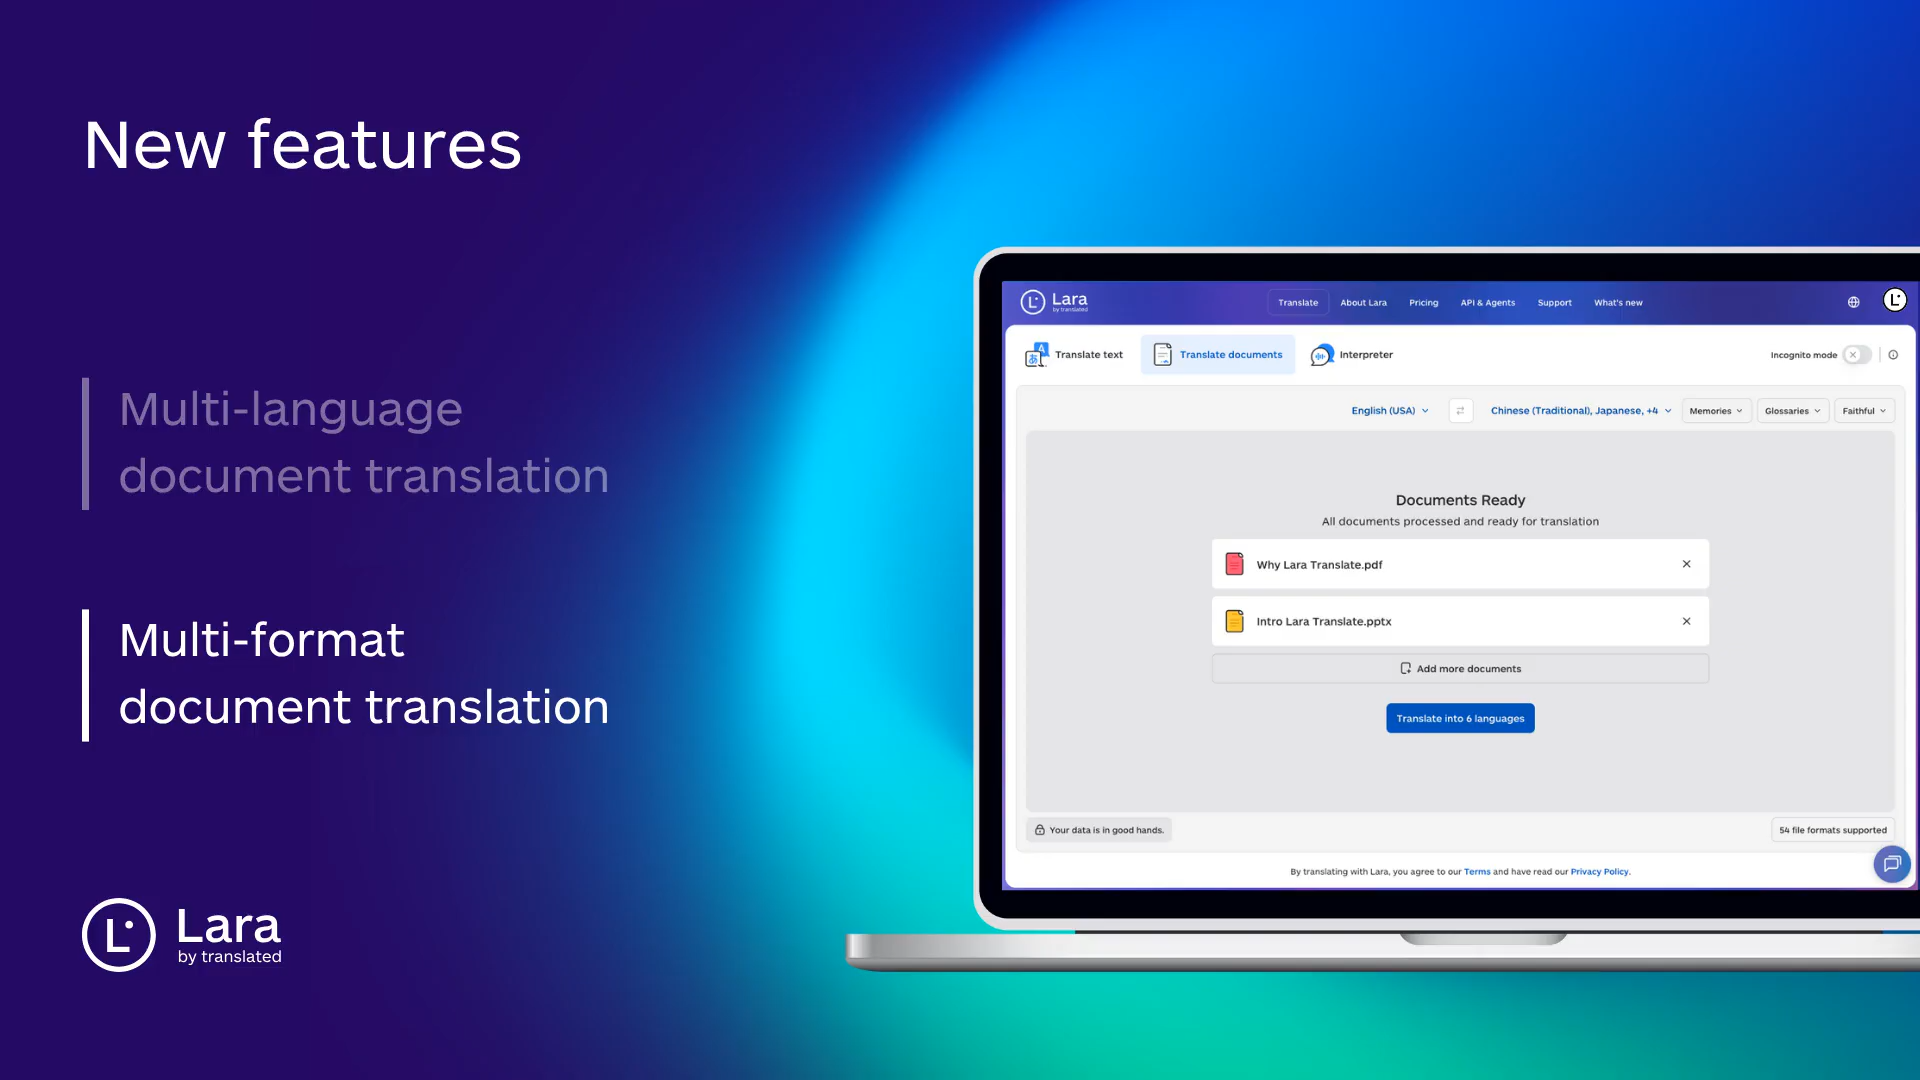 New features
Multi-language
document translation
Multi-format
document translation
Lara
by translated
Lara
by translated
Translate
About Lara
Pricing
API & Agents
Support
What's new
Translate text
Translate documents
Interpreter
Incognito mode
English (USA)
Chinese (Traditional), Japanese, +4
Memories
Glossaries
Faithful
Documents Ready
All documents processed and ready for translation
Why Lara Translate.pdf
Intro Lara Translate.pptx
Add more documents
Translate into 6 languages
Your data is in good hands.
54 file formats supported
By translating with Lara, you agree to our Terms and have read our Privacy Policy.